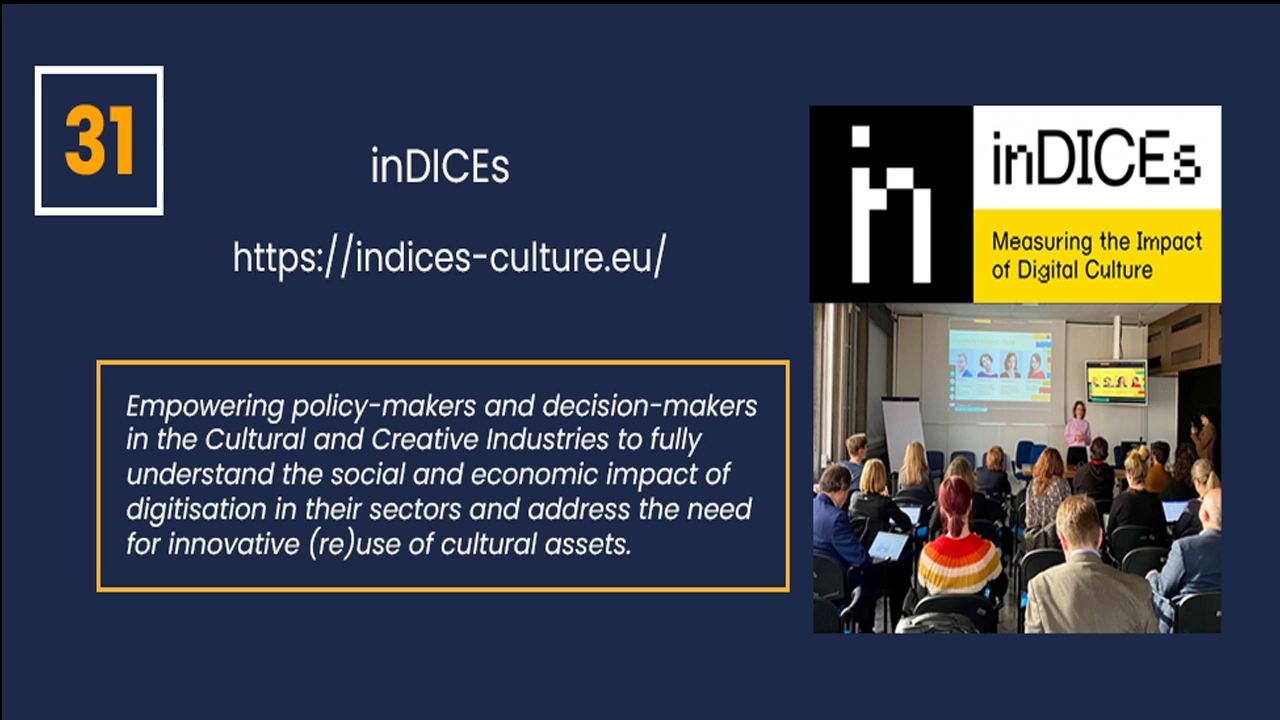 31
inDICEs
https://indices-culture.eu/
Empowering policy-makers and decision-makers
in the Cultural and Creative Industries to fully
understand the social and economic impact of
digitisation in their sectors and address the need
for innovative (re)use of cultural assets.
in
inDICEs
Measuring the Impact
of Digital Culture